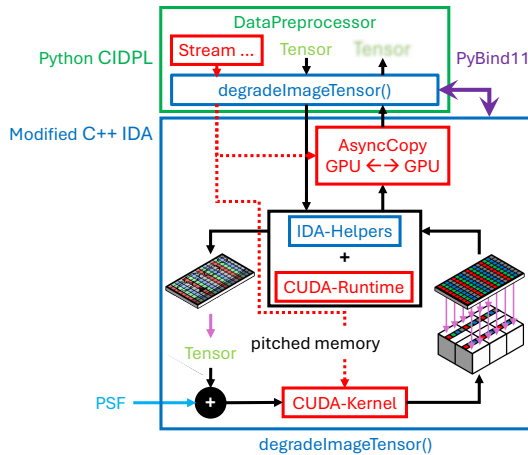 DataPreprocessor
Python CIDPL
Stream ...
Tensor
Tensor
PyBind11
degradeImageTensor()
Modified C++ IDA
AsyncCopy
GPU ←→ GPU
IDA-Helpers
+
CUDA-Runtime
Tensor
pitched memory
PSF
+
CUDA-Kernel
degradeImageTensor()